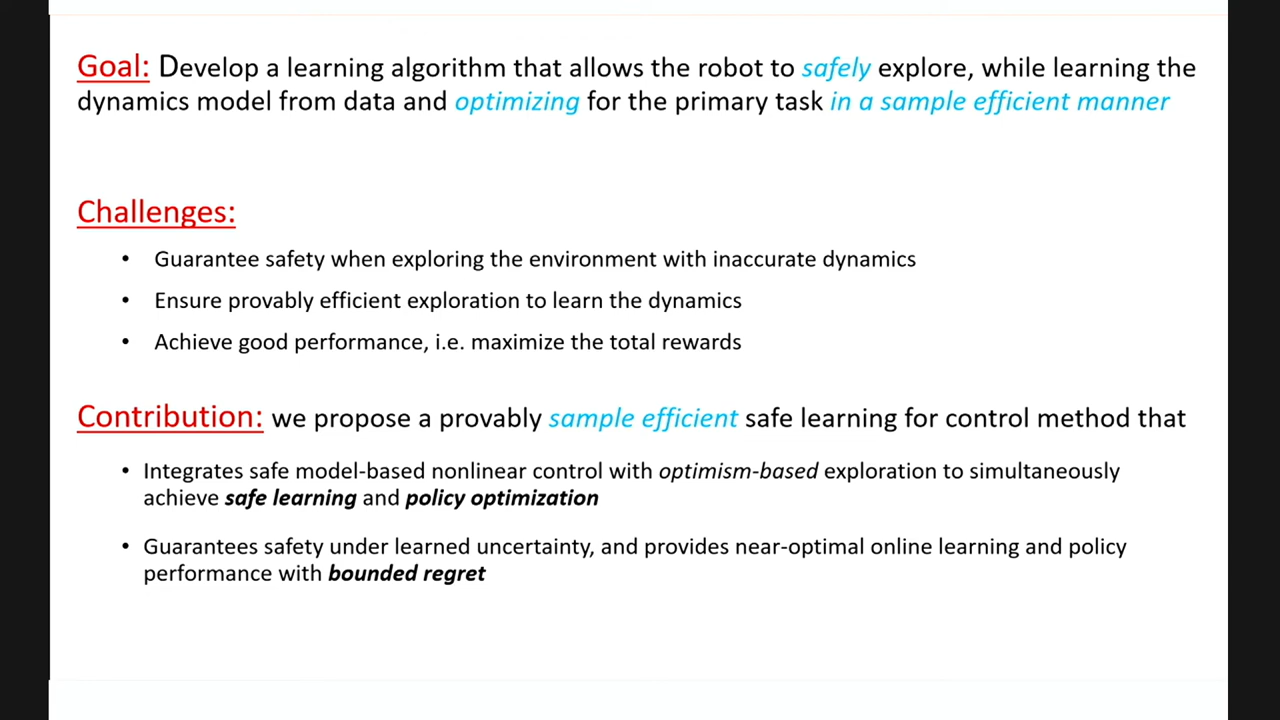 Goal: Develop a learning algorithm that allows the robot to safely explore, while learning the
dynamics model from data and optimizing for the primary task in a sample efficient manner
Challenges:
• Guarantee safety when exploring the environment with inaccurate dynamics
• Ensure provably efficient exploration to learn the dynamics
• Achieve good performance, i.e. maximize the total rewards
Contribution: we propose a provably sample efficient safe learning for control method that
• Integrates safe model-based nonlinear control with optimism-based exploration to simultaneously
achieve safe learning and policy optimization
• Guarantees safety under learned uncertainty, and provides near-optimal online learning and policy
performance with bounded regret